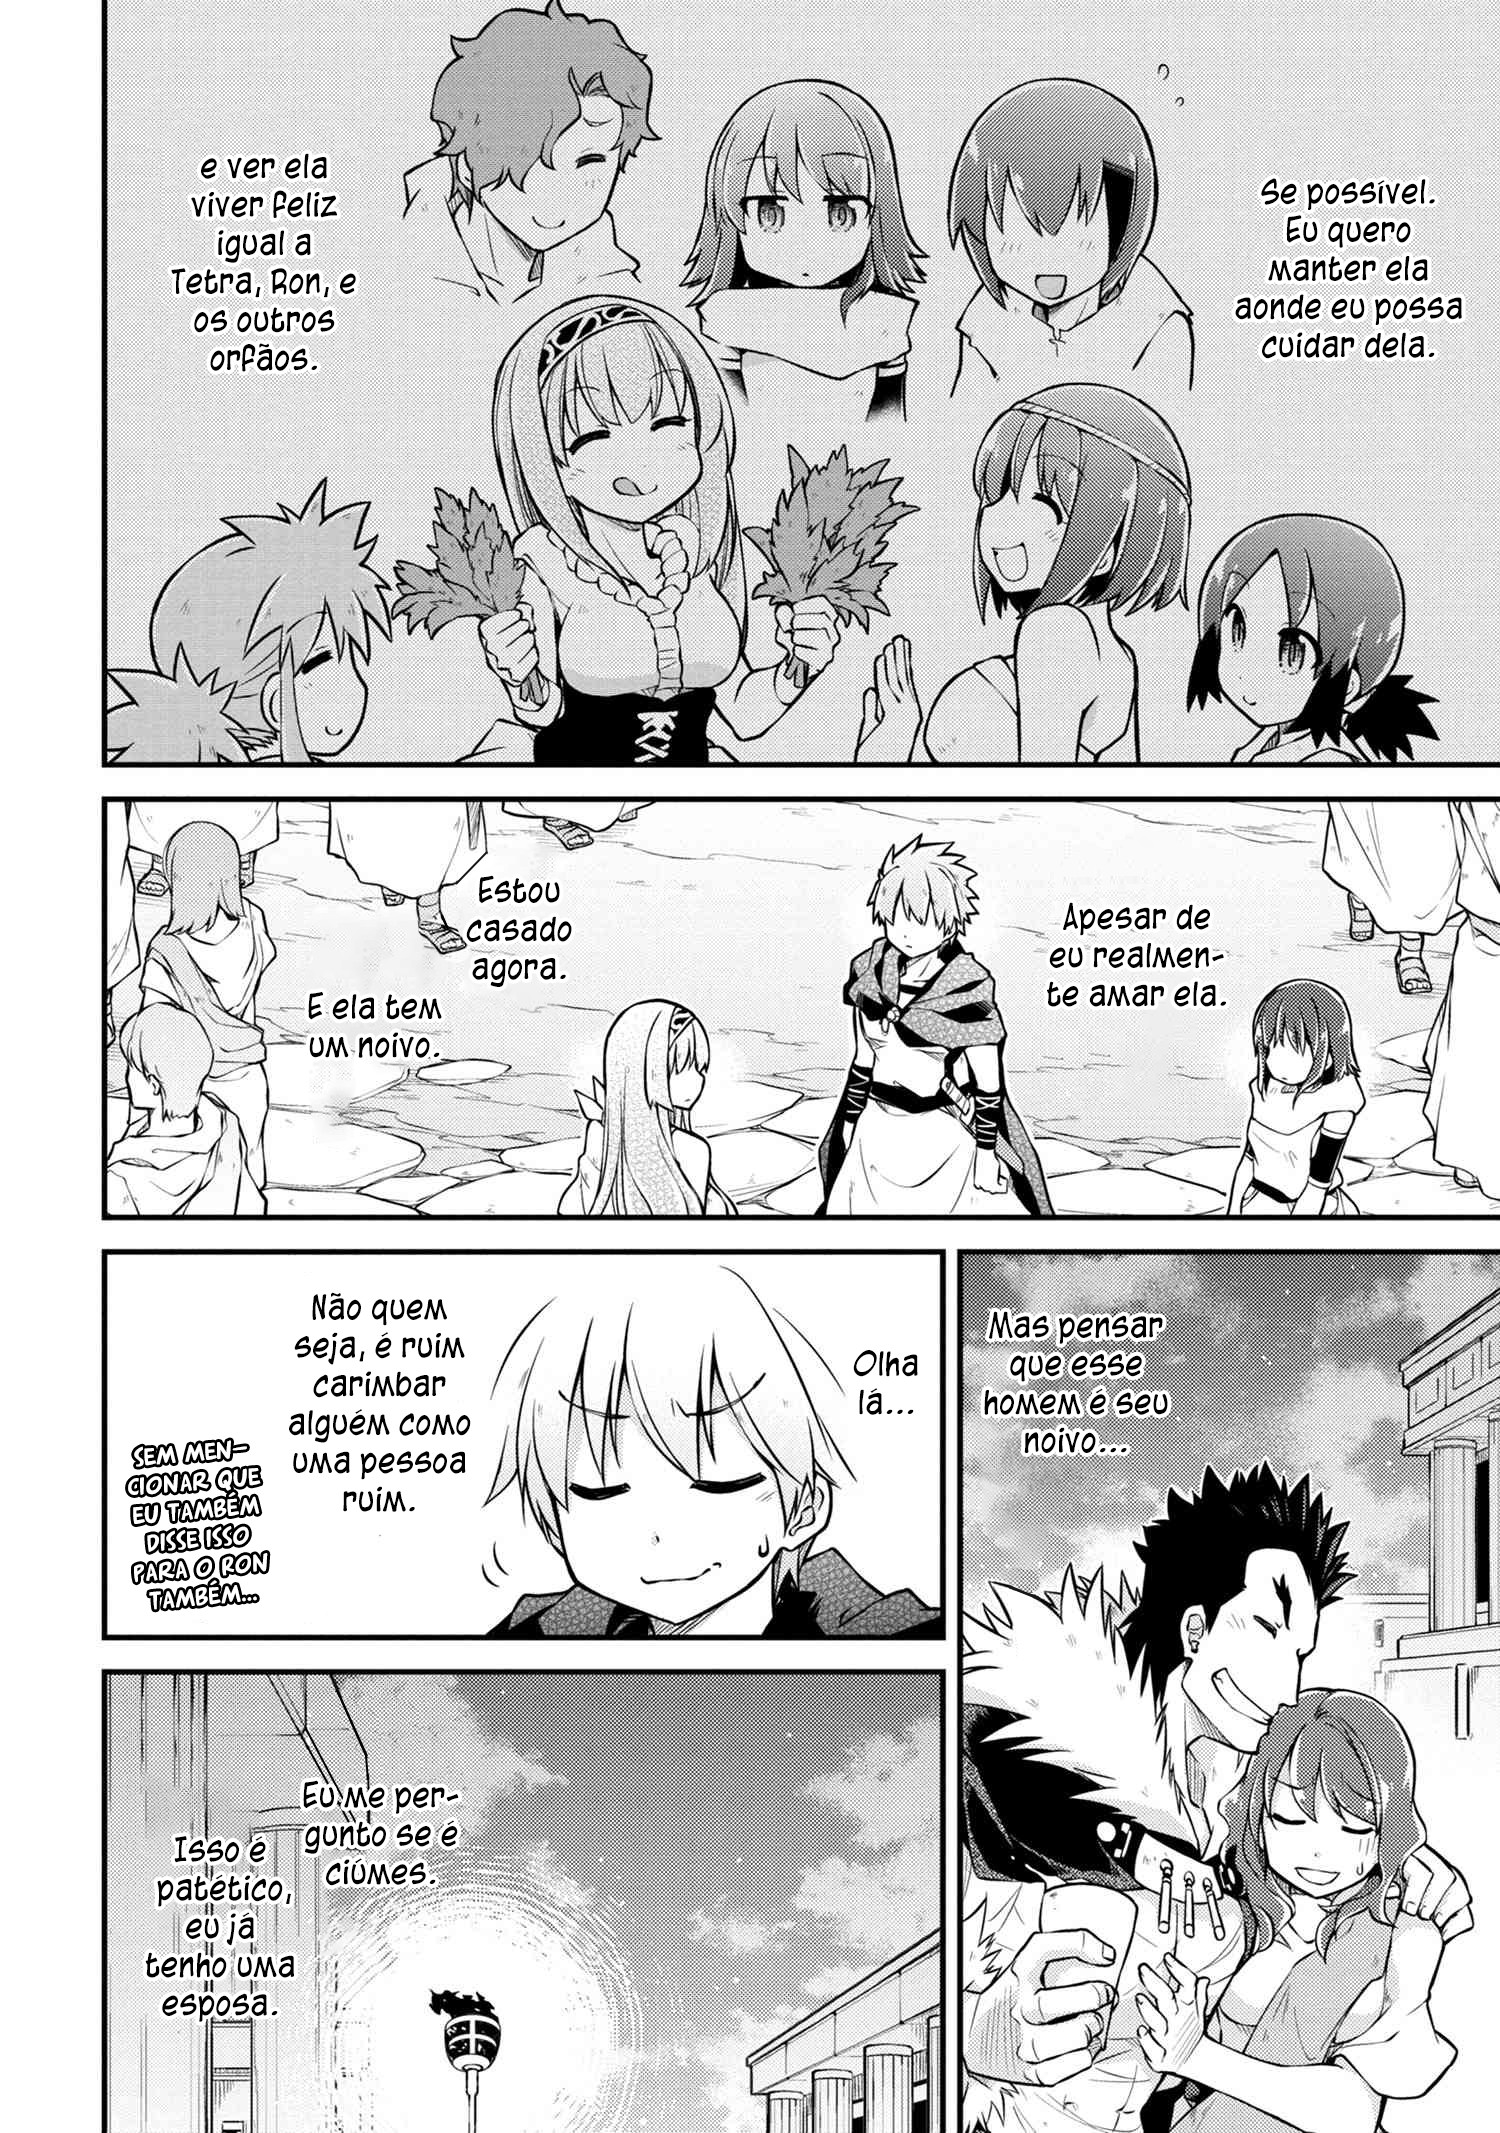 Se possível.
Eu quero
manter ela
aonde eu possa
cuidar dela.
e ver ela
viver feliz
igual a
Tetra, Ron, e
os outros
orfãos.
Apesar de
eu realmen-
te amar ela.
Estou
casado
agora.
E ela tem
um noivo.
Mas pensar
que esse
homem é seu
noivo...
Olha
lá...
Não quem
seja, é ruim
carimbar
alguém como
uma pessoa
ruim.
SEM MEN-
CIONAR QUE
EU TAMBÉM
DISSE ISSO
PARA O RON
TAMBÉM...
Eu me per-
gunto se é
ciúmes.
Isso é
patético,
eu já
tenho uma
esposa.